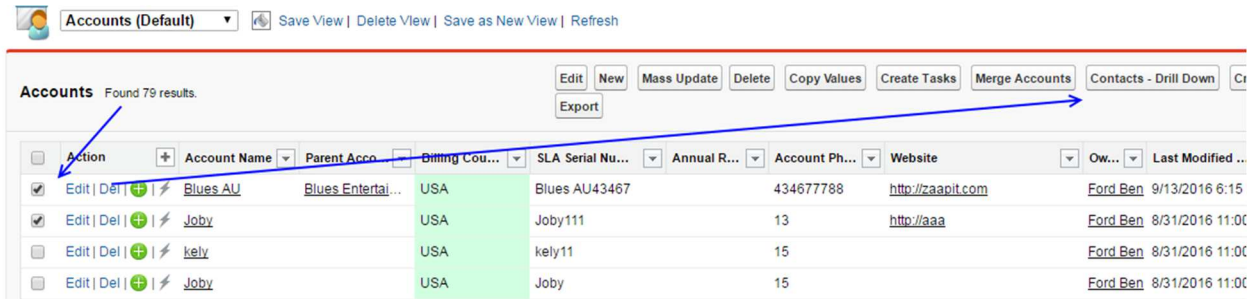 Accounts (Default) Save View | Delete View | Save as New View | Refresh
Accounts Found 79 results.
Edit New Mass Update Delete Copy Values Create Tasks Merge Accounts Contacts - Drill Down Cr
Export
Action Account Name Parent Acco... Billing Cou... SLA Serial Nu... Annual R... Account Ph... Website Ow... Last Modified ...
Edit | Del | Blues AU Blues Entertai... USA Blues AU43467 434677788 http://zaapit.com Ford Ben 9/13/2016 6:15
Edit | Del | Joby USA Joby111 13 http://aaa Ford Ben 8/31/2016 11:00
Edit | Del | kely USA kely11 15 Ford Ben 8/31/2016 11:00
Edit | Del | Joby USA Joby 15 Ford Ben 8/31/2016 11:00